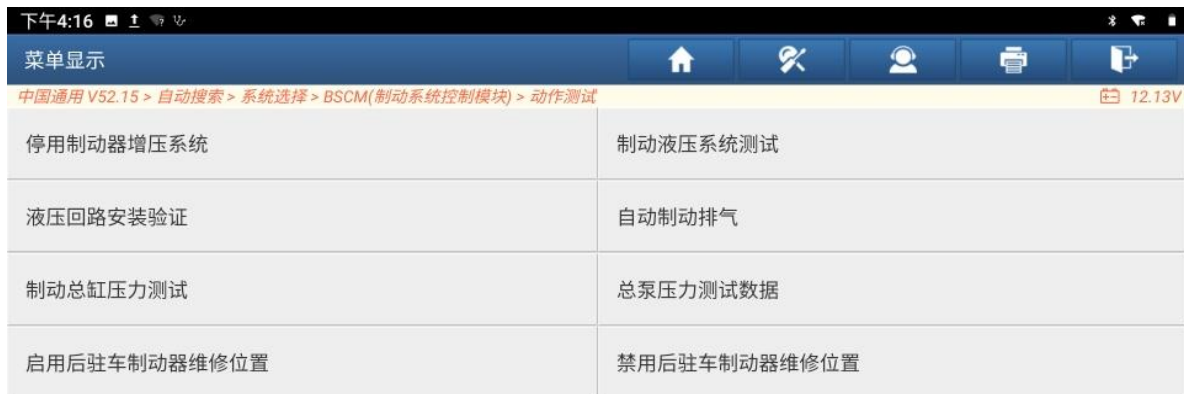 下午4:16
菜单显示
中国通用 V52.15 > 自动搜索 > 系统选择 > BSCM(制动系统控制模块) > 动作测试 12.13V
停用制动器增压系统 制动液压系统测试
液压回路安装验证 自动制动排气
制动总缸压力测试 总泵压力测试数据
启用后驻车制动器维修位置 禁用后驻车制动器维修位置